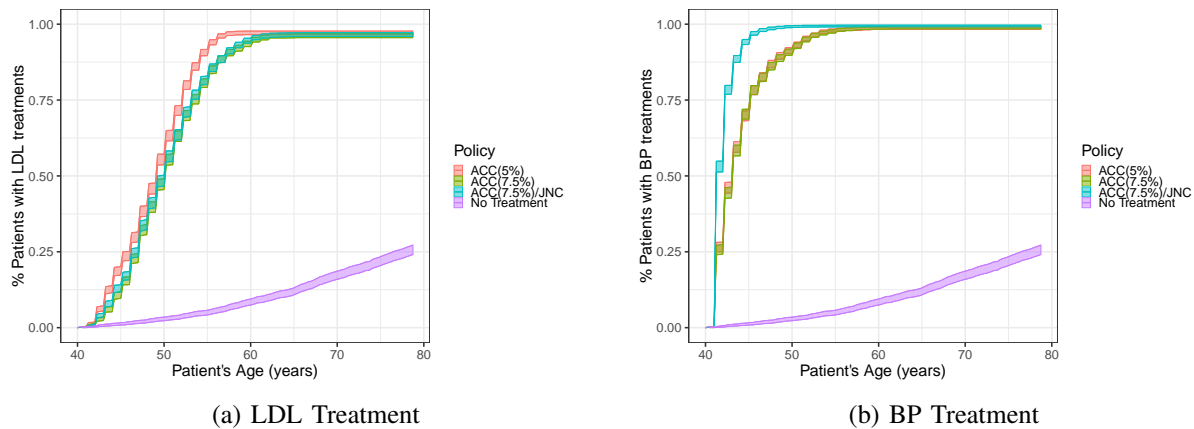 1.00
0.75
0.50
0.25
0.00
% Patients with LDL treatments
40 50 60 70 80
Patient's Age (years)
Policy
ACC(5%)
ACC(7.5%)
ACC(7.5%)/JNC
No Treatment
(a) LDL Treatment
1.00
0.75
0.50
0.25
0.00
% Patients with BP treatments
40 50 60 70 80
Patient's Age (years)
Policy
ACC(5%)
ACC(7.5%)
ACC(7.5%)/JNC
No Treatment
(b) BP Treatment